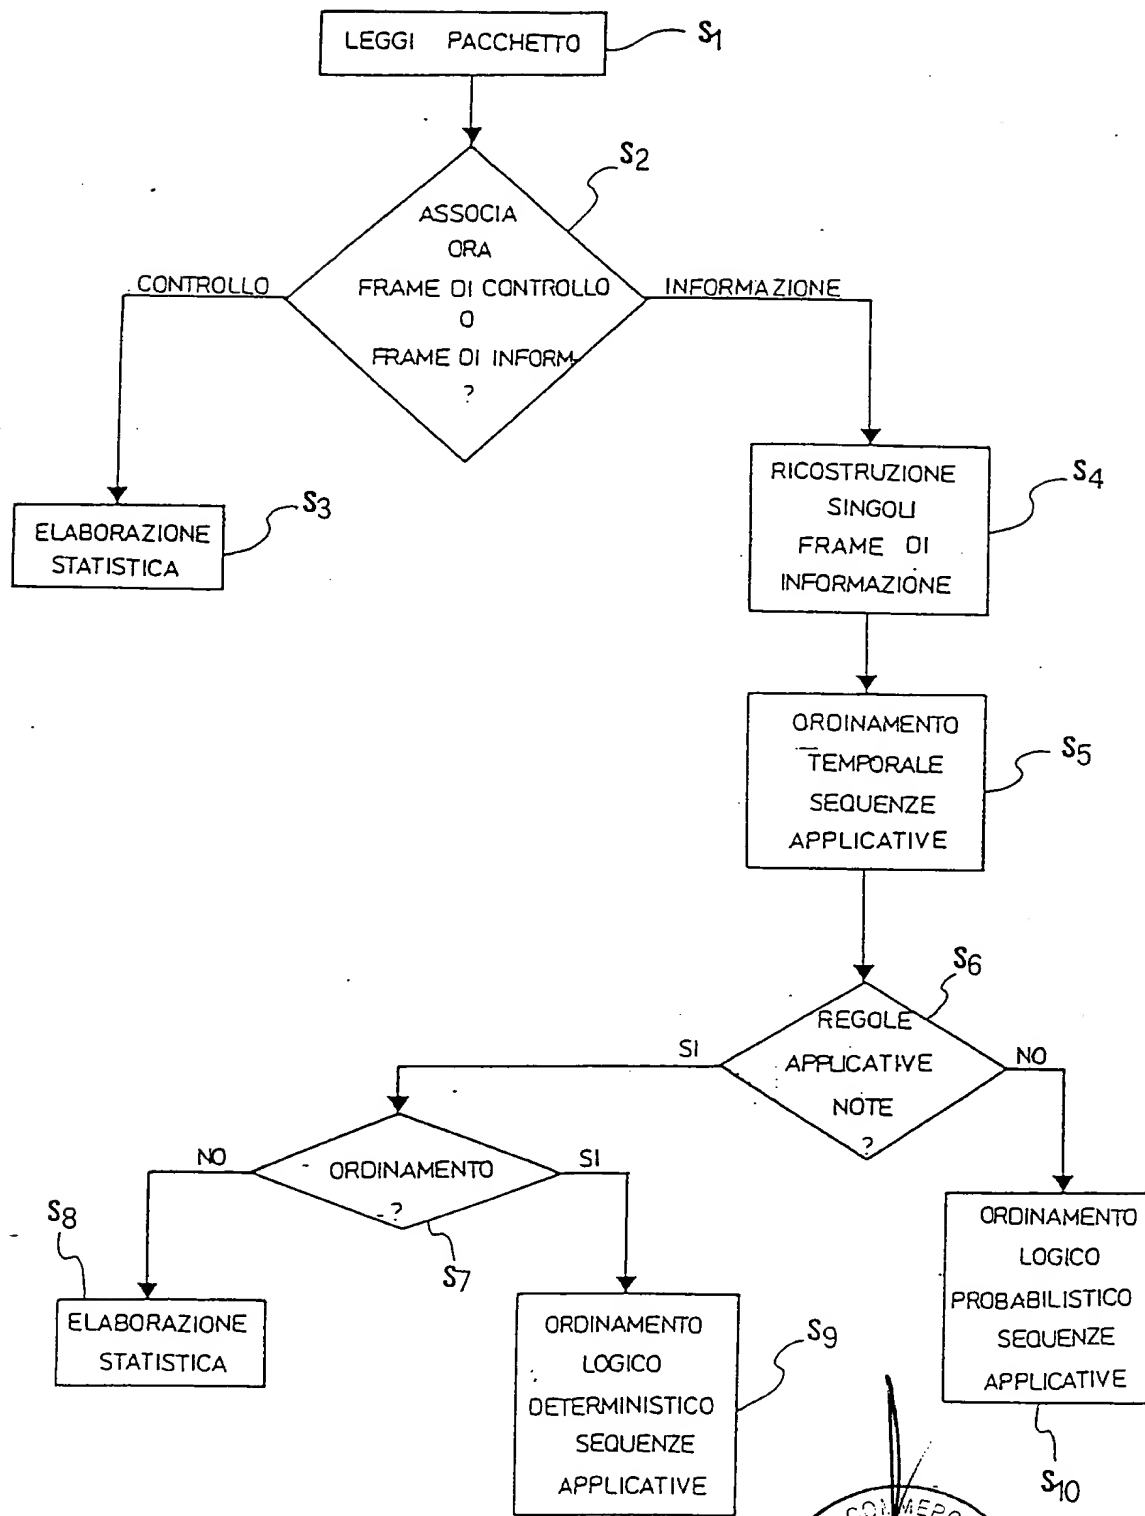 LEGGI PACCHETTO
S1
S2
ASSOCIA
ORA
FRAME DI CONTROLLO
O
FRAME DI INFORM-
?
CONTROLLO
INFORMAZIONE
ELABORAZIONE
STATISTICA
S3
RICOSTRUZIONE
SINGOLI
FRAME DI
INFORMAZIONE
S4
ORDINAMENTO
TEMPORALE
SEQUENZE
APPLICATIVE
S5
S6
REGOLE
APPLICATIVE
NOTE
?
SI
NO
ORDINAMENTO
?
NO
SI
S7
S8
ELABORAZIONE
STATISTICA
ORDINAMENTO
LOGICO
DETERMINISTICO
SEQUENZE
APPLICATIVE
S9
ORDINAMENTO
LOGICO
PROBABILISTICO
SEQUENZE
APPLICATIVE
S10